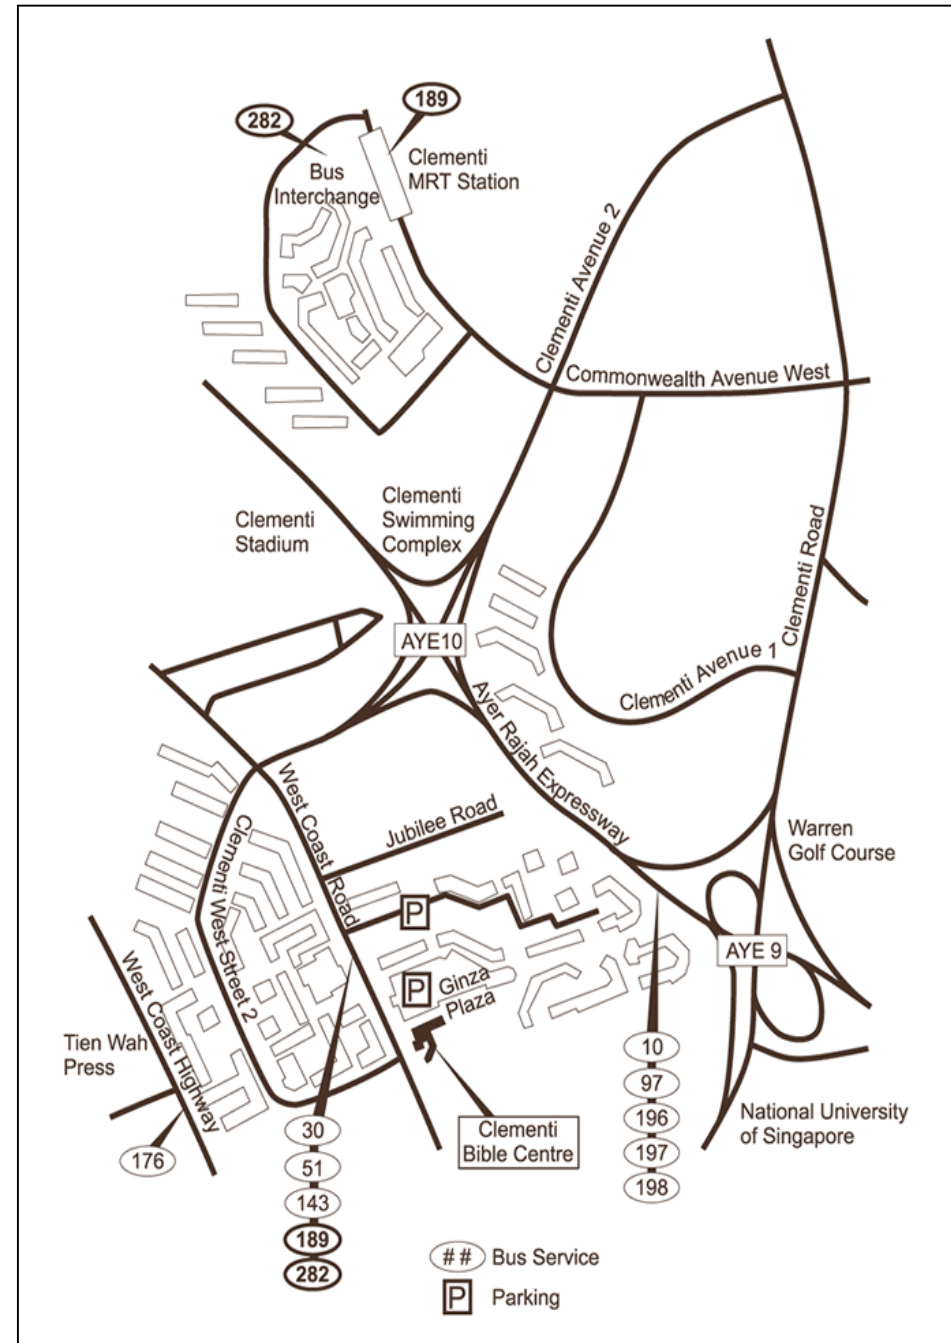 189
282
Clementi
MRT Station
Bus
Interchange
Clementi Avenue 2
Commonwealth Avenue West
Clementi
Swimming
Complex
Clementi
Stadium
Clementi Road
AYE10
Clementi Avenue 1
Ayer Rajah Expressway
West Coast Road
Jubilee Road
Clementi West Street 2
Warren
Golf Course
P
AYE 9
West Coast Highway
P
Ginza
Plaza
Tien Wah
Press
10
97
196
197
198
National University
of Singapore
Clementi
Bible Centre
176
30
51
143
189
282
## Bus Service
P Parking